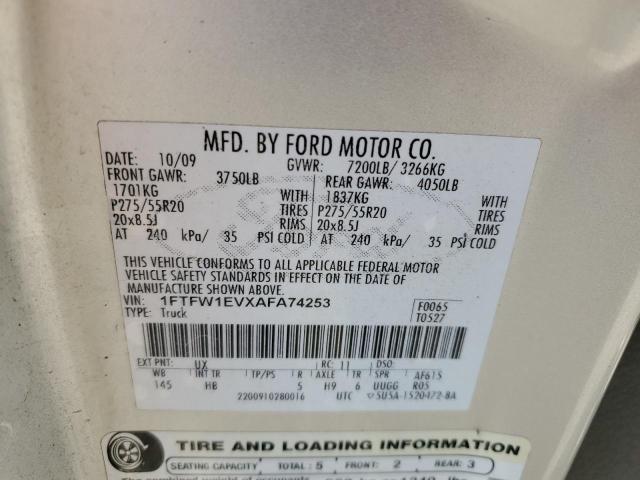 MFD. BY FORD MOTOR CO.
DATE: 10/09 GVWR: 7200LB/ 3266KG
FRONT GAWR: 3750LB REAR GAWR: 4050LB
1701KG WITH 1837KG WITH
P275/55R20 TIRES P275/55R20 TIRES
20x8.5J RIMS 20x8.5J RIMS
AT 240 kPa/ 35 PSI COLD AT 240 kPa/ 35 PSI COLD
THIS VEHICLE CONFORMS TO ALL APPLICABLE FEDERAL MOTOR
VEHICLE SAFETY STANDARDS IN EFFECT ON THE DATE OF
MANUFACTURE SHOWN ABOVE.
VIN: 1FTFW1EVXAFA74253 F0065
TYPE: Truck T0527
EXT PNT: UX RC: 11 DSO:
WB INT TR TP/PS R AXLE TR SPR AF615
145 HB 5 H9 6 UUGG R05
22G0910280016 UTC 5U5A-1520472-BA
TIRE AND LOADING INFORMATION
SEATING CAPACITY TOTAL: 5 FRONT: 2 REAR: 3